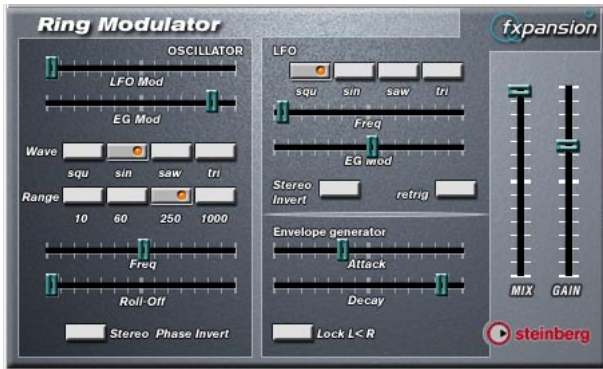 Ring Modulator
fxpansion
OSCILLATOR
LFO Mod
EG Mod
Wave
squ sin saw tri
Range
10 60 250 1000
Freq
Roll-Off
Stereo Phase Invert
LFO
squ sin saw tri
Freq
EG Mod
Stereo
Invert
retrig
Envelope generator
Attack
Decay
Lock L< R
MIX GAIN
steinberg